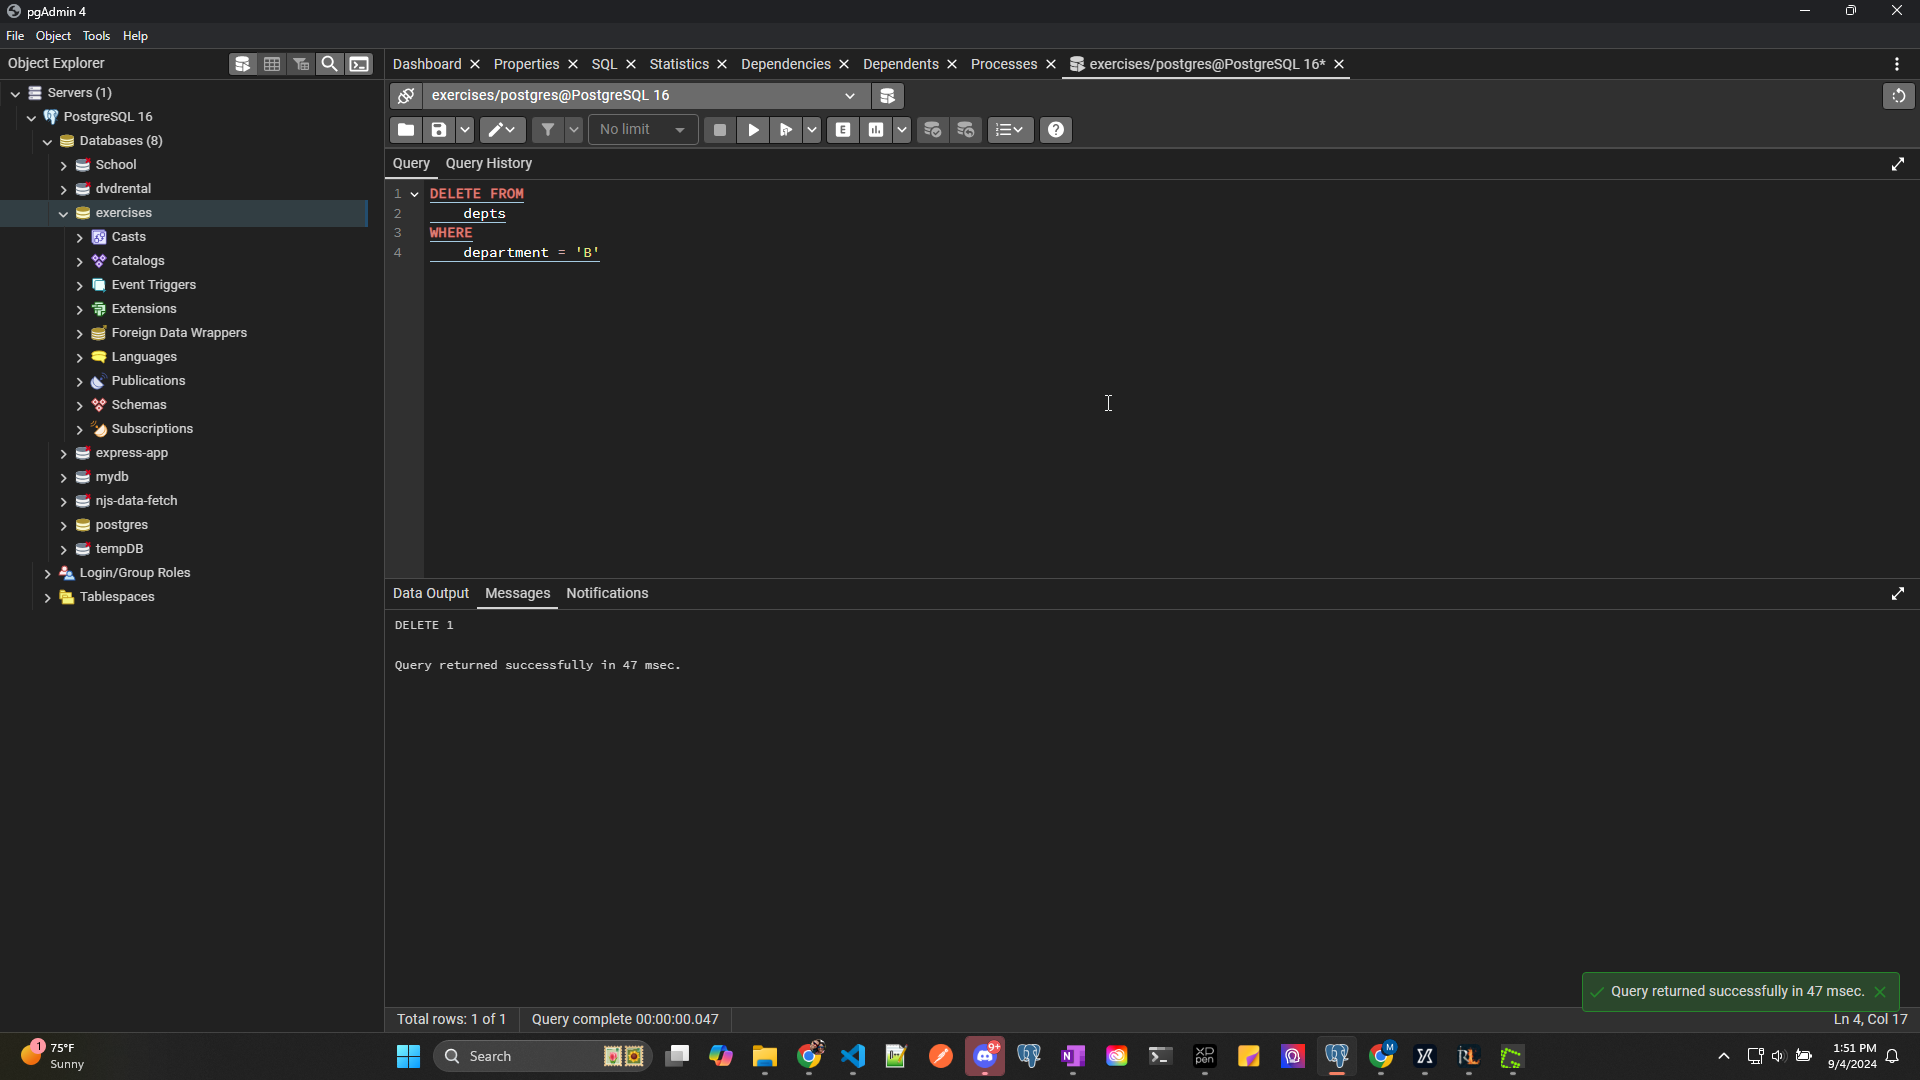 pgAdmin 4
File Object Tools Help
Object Explorer
Dashboard Properties SQL Statistics Dependencies Dependents Processes exercises/postgres@PostgreSQL 16*
Servers (1)
PostgreSQL 16
Databases (8)
School
dvdrental
exercises
Casts
Catalogs
Event Triggers
Extensions
Foreign Data Wrappers
Languages
Publications
Schemas
Subscriptions
express-app
mydb
njs-data-fetch
postgres
tempDB
Login/Group Roles
Tablespaces
exercises/postgres@PostgreSQL 16
No limit
E
Query Query History
1 DELETE FROM
2 depts
3 WHERE
4 department = 'B'
Data Output Messages Notifications
DELETE 1
Query returned successfully in 47 msec.
Query returned successfully in 47 msec.
Total rows: 1 of 1 Query complete 00:00:00.047 Ln 4, Col 17
1
75°F
Sunny
Search
9+
M
xp
pen
1:51 PM
9/4/2024